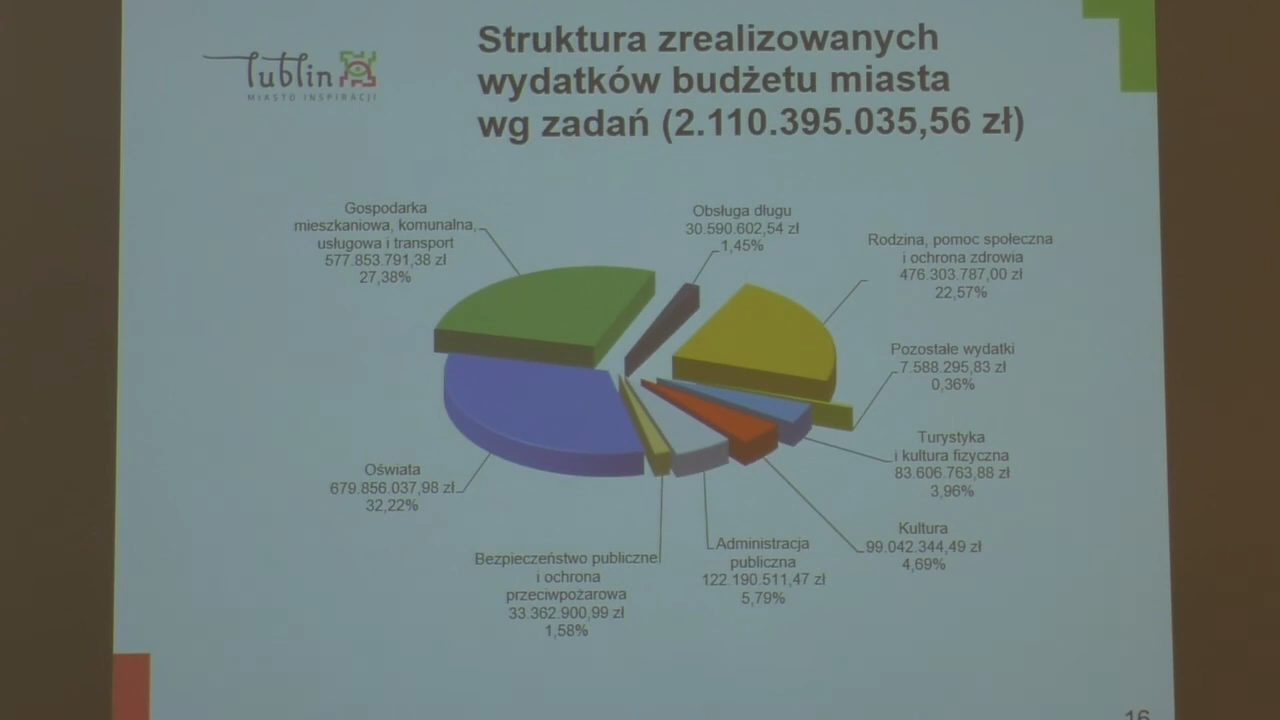 lublin
MIASTO INSPIRACJI
Struktura zrealizowanych
wydatków budżetu miasta
wg zadań (2.110.395.035,56 zł)
Gospodarka
mieszkaniowa, komunalna,
usługowa i transport
577.853.791,38 zł
27,38%
Obsługa długu
30.590.602,54 zł
1,45%
Rodzina, pomoc społeczna
i ochrona zdrowia
476.303.787,00 zł
22,57%
Pozostałe wydatki
7.588.295,83 zł
0,36%
Turystyka
i kultura fizyczna
83.606.763,88 zł
3,96%
Kultura
99.042.344,49 zł
4,69%
Administracja
publiczna
122.190.511,47 zł
5,79%
Bezpieczeństwo publiczne
i ochrona
przeciwpożarowa
33.362.900,99 zł
1,58%
Oświata
679.856.037,98 zł
32,22%
16